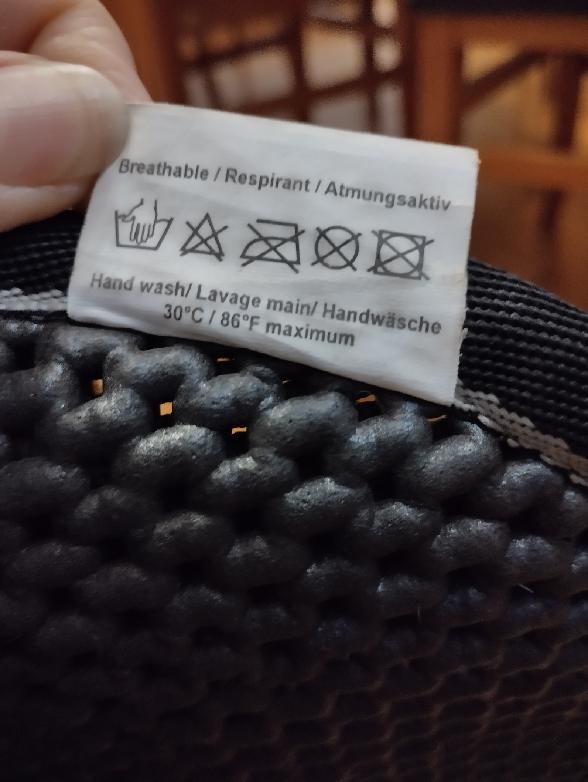 Breathable / Respirant / Atmungsaktiv
Hand wash/ Lavage main/ Handwäsche
30°C / 86°F maximum